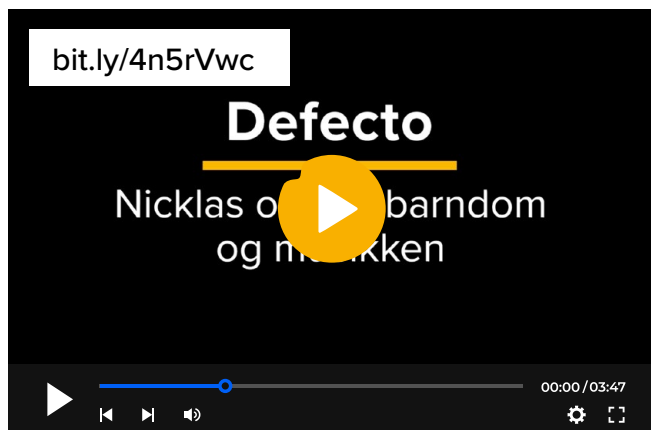 bit.ly/4n5rVwc
Defecto
Nicklas barndom
og
00:00/03:47